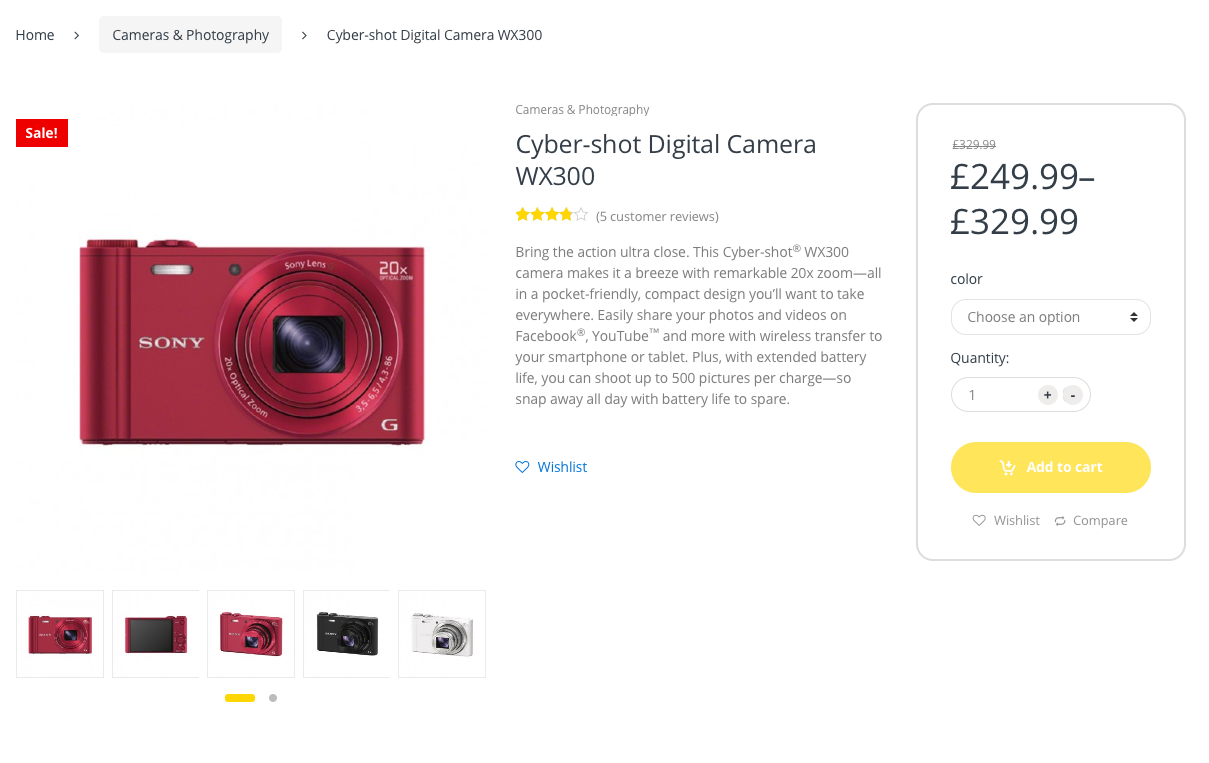 Home > Cameras & Photography > Cyber-shot Digital Camera WX300
Sale!
Sony Lens
20x
OPTICAL ZOOM
SONY
20x Optical Zoom
3,5-6,5/4,3-86
G
Cameras & Photography
Cyber-shot Digital Camera
WX300
(5 customer reviews)
Bring the action ultra close. This Cyber-shot® WX300
camera makes it a breeze with remarkable 20x zoom—all
in a pocket-friendly, compact design you’ll want to take
everywhere. Easily share your photos and videos on
Facebook®, YouTube™ and more with wireless transfer to
your smartphone or tablet. Plus, with extended battery
life, you can shoot up to 500 pictures per charge—so
snap away all day with battery life to spare.
Wishlist
£329.99
£249.99–
£329.99
color
Choose an option
Quantity:
1 + -
Add to cart
Wishlist Compare